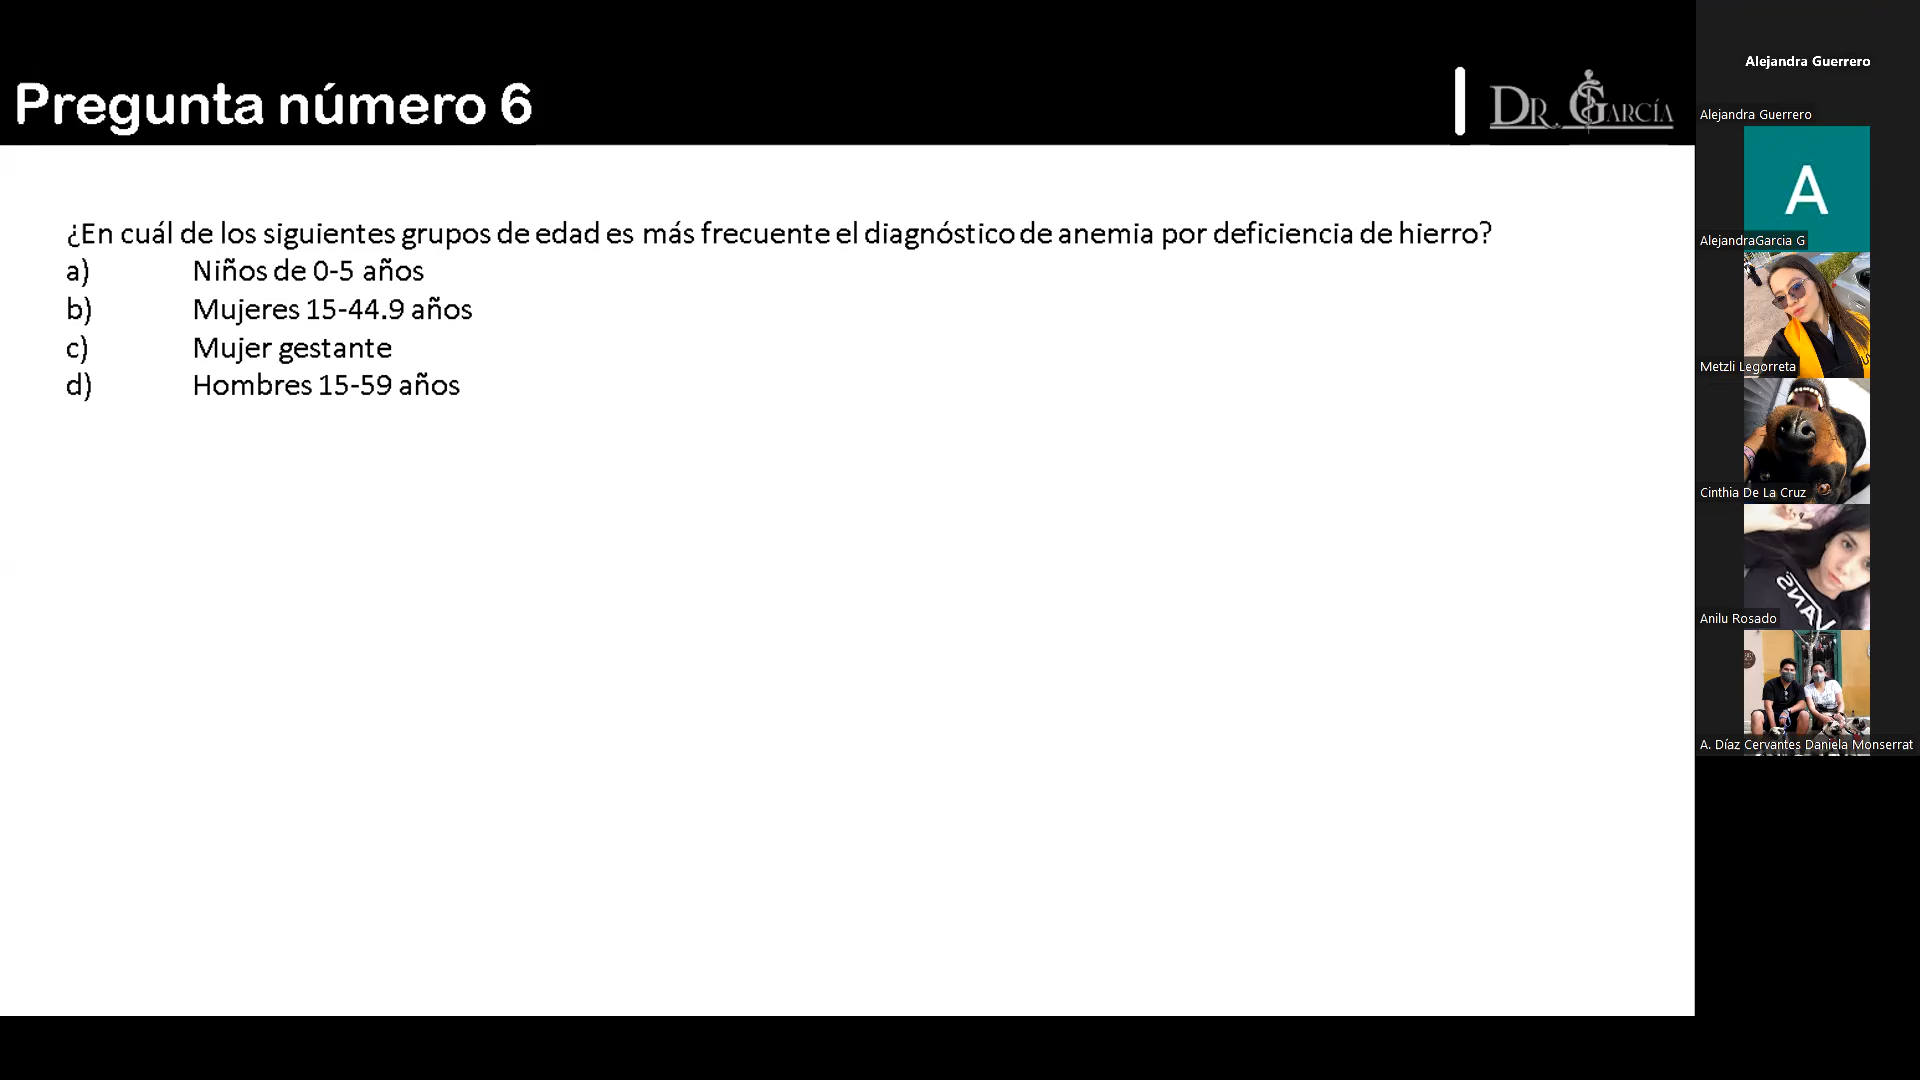 Pregunta número 6
DR. GARCÍA
¿En cuál de los siguientes grupos de edad es más frecuente el diagnóstico de anemia por deficiencia de hierro?
a) Niños de 0-5 años
b) Mujeres 15-44.9 años
c) Mujer gestante
d) Hombres 15-59 años
Alejandra Guerrero
Alejandra Guerrero
A
AlejandraGarcia G
Metzli Legorreta
Cinthia De La Cruz
VANS
Anilu Rosado
A. Díaz Cervantes Daniela Monserrat